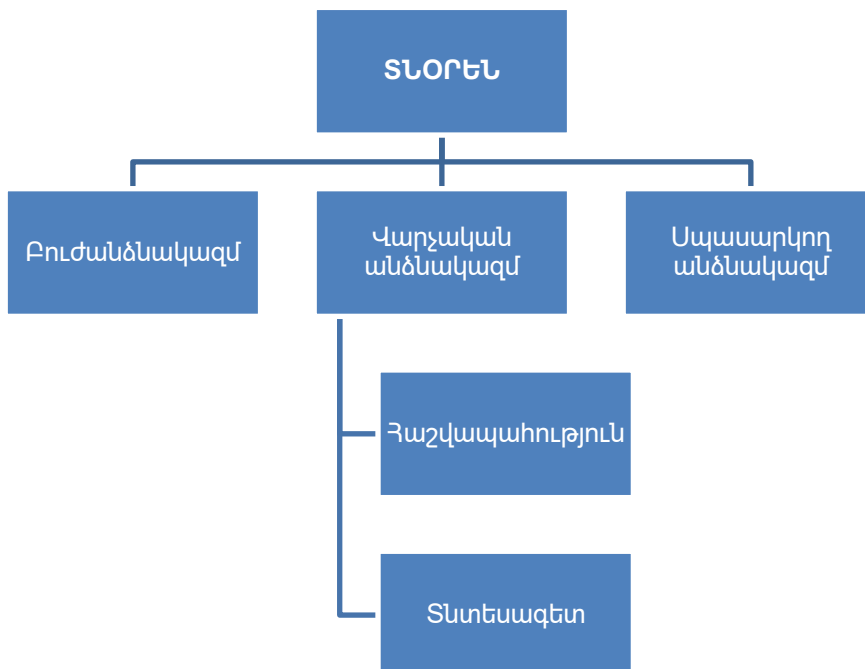 ՏՆՕՐԵՆ
Բուժանձնակազմ
Վարչական
անձնակազմ
Սպասարկող
անձնակազմ
Հաշվապահություն
Տնտեսագետ